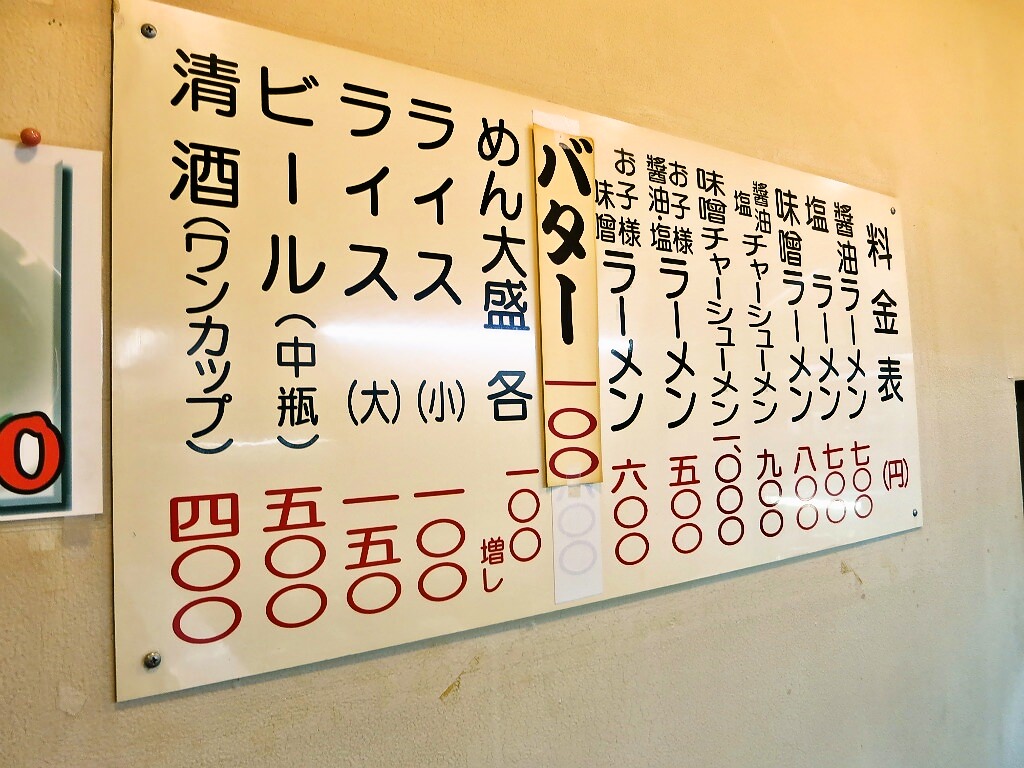 料金表 (円)
醤油ラーメン 七〇〇
塩ラーメン 七〇〇
味噌ラーメン 八〇〇
醤油 塩 チャーシューメン 九〇〇
味噌チャーシューメン 一、〇〇〇
お子様 醤油・塩 ラーメン 五〇〇
お子様 味噌 ラーメン 六〇〇
バター 一〇〇
めん大盛 各 一〇〇 増し
ライス (小) 一〇〇
ライス (大) 一五〇
ビール (中瓶) 五〇〇
清酒 (ワンカップ) 四〇〇
0